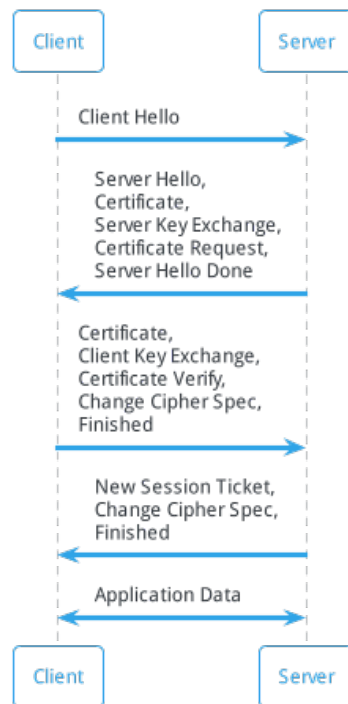 Client
Server
Client Hello
Server Hello,
Certificate,
Server Key Exchange,
Certificate Request,
Server Hello Done
Certificate,
Client Key Exchange,
Certificate Verify,
Change Cipher Spec,
Finished
New Session Ticket,
Change Cipher Spec,
Finished
Application Data
Client
Server